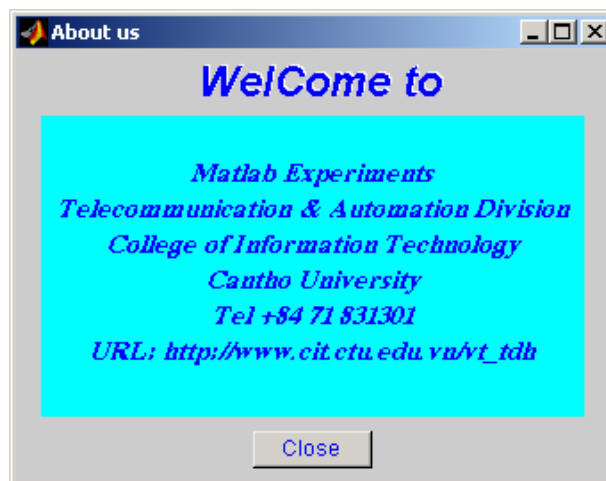 About us
WelCome to
Matlab Experiments
Telecommunication & Automation Division
College of Information Technology
Cantho University
Tel +84 71 831301
URL: http://www.cit.ctu.edu.vn/vt_tdh
Close